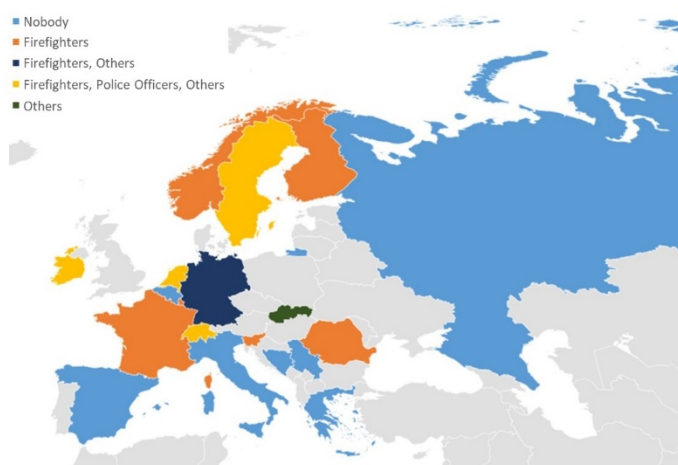 Nobody
Firefighters
Firefighters, Others
Firefighters, Police Officers, Others
Others